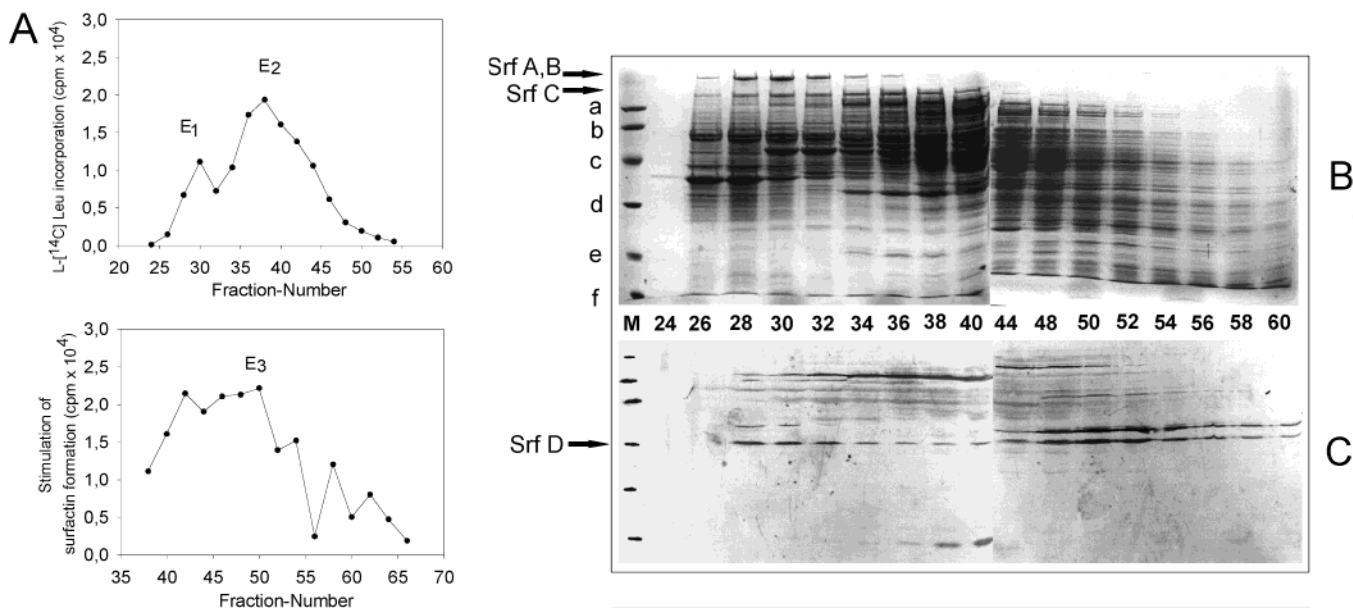 A
3,0
2,5
2,0
1,5
1,0
0,5
0,0
E1
E2
L-[14C] Leu incorporation (cpm x 10^4)
20 25 30 35 40 45 50 55 60
Fraction-Number
3,0
2,5
2,0
1,5
1,0
0,5
0,0
E3
Stimulation of
surfactin formation (cpm x 10^4)
35 40 45 50 55 60 65 70
Fraction-Number
Srf A,B
Srf C
a
b
c
d
e
f
B
M 24 26 28 30 32 34 36 38 40 44 48 50 52 54 56 58 60
Srf D
C